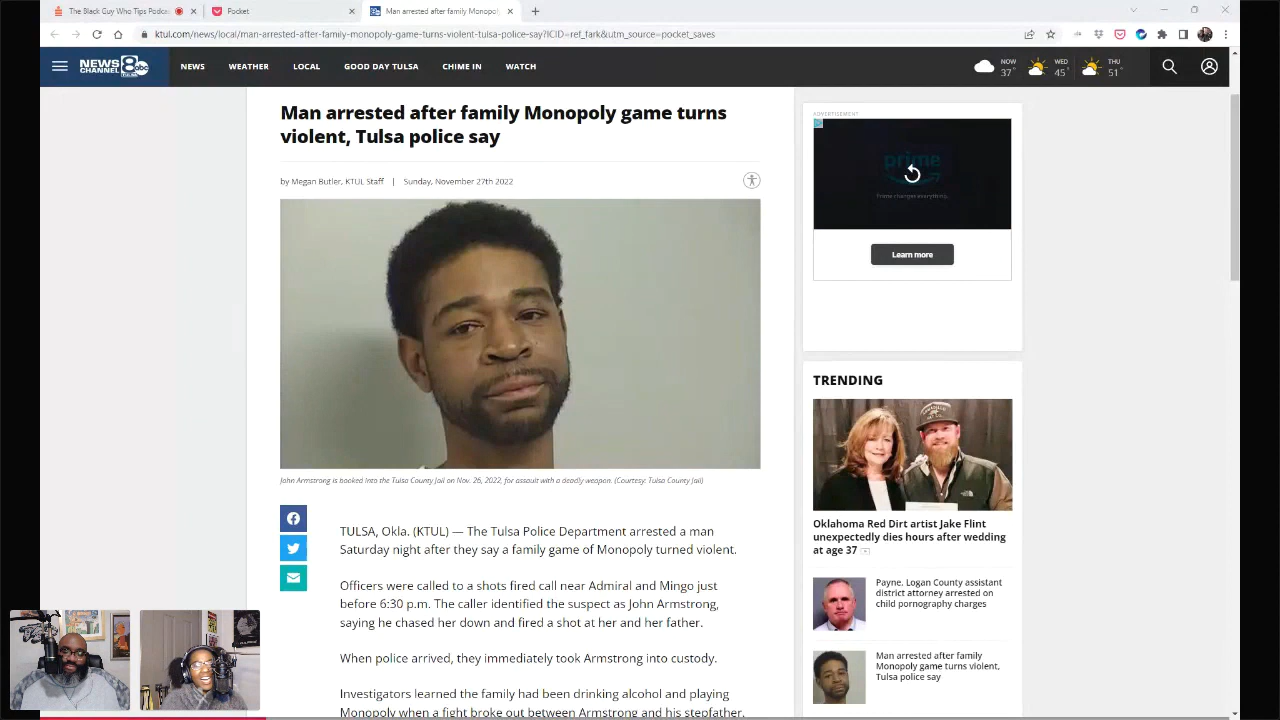 The Black Guy Who Tips Podca
Pocket
Man arrested after family Monopol
ktul.com/news/local/man-arrested-after-family-monopoly-game-turns-violent-tulsa-police-say/?ICID=ref_fark&utm_source=pocket_saves
NEWS
CHANNEL
8
abc
TULSA
NEWS
WEATHER
LOCAL
GOOD DAY TULSA
CHIME IN
WATCH
NOW
37°
WED
45°
THU
51°
Man arrested after family Monopoly game turns
violent, Tulsa police say
by Megan Butler, KTUL Staff | Sunday, November 27th 2022
John Armstrong is booked into the Tulsa County Jail on Nov. 26, 2022, for assault with a deadly weapon. (Courtesy: Tulsa County Jail)
TULSA, Okla. (KTUL) — The Tulsa Police Department arrested a man
Saturday night after they say a family game of Monopoly turned violent.
Officers were called to a shots fired call near Admiral and Mingo just
before 6:30 p.m. The caller identified the suspect as John Armstrong,
saying he chased her down and fired a shot at her and her father.
When police arrived, they immediately took Armstrong into custody.
Investigators learned the family had been drinking alcohol and playing
Monopoly when a fight broke out between Armstrong and his stepfather.
ADVERTISEMENT
prime
Prime changes everything.
Learn more
TRENDING
Oklahoma Red Dirt artist Jake Flint
unexpectedly dies hours after wedding
at age 37
Payne, Logan County assistant
district attorney arrested on
child pornography charges
Man arrested after family
Monopoly game turns violent,
Tulsa police say